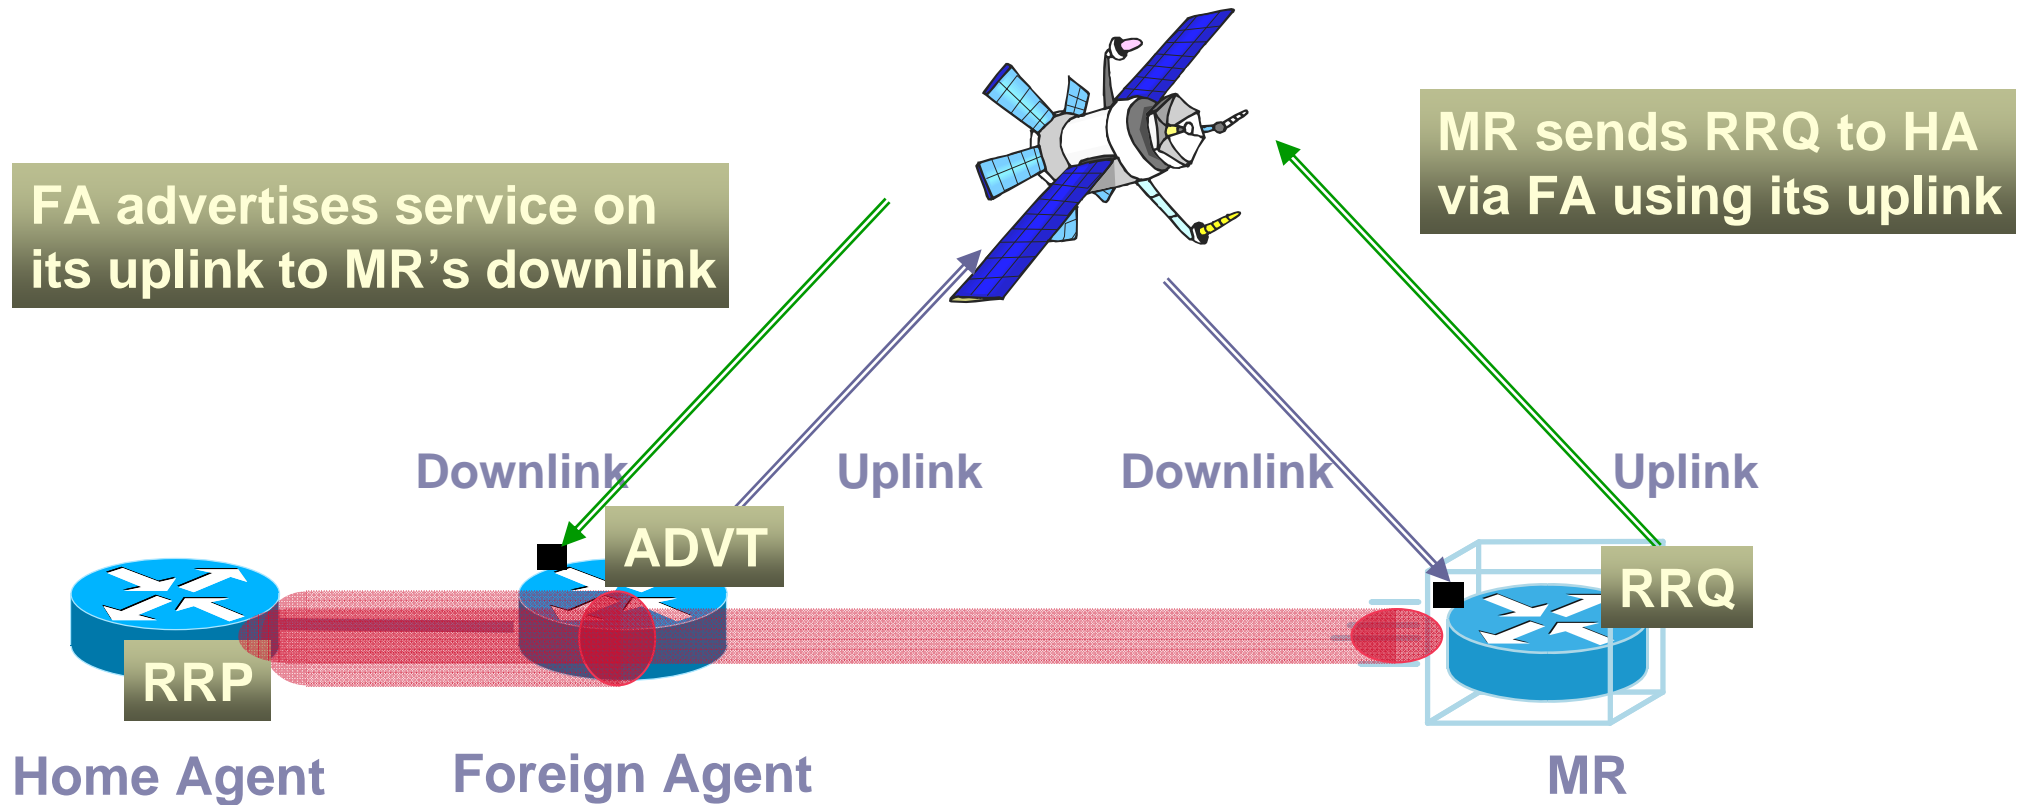 MR sends RRQ to HA
via FA using its uplink
FA advertises service on
its uplink to MR’s downlink
Downlink
Uplink
Downlink
Uplink
ADVT
RRQ
RRP
Home Agent
Foreign Agent
MR